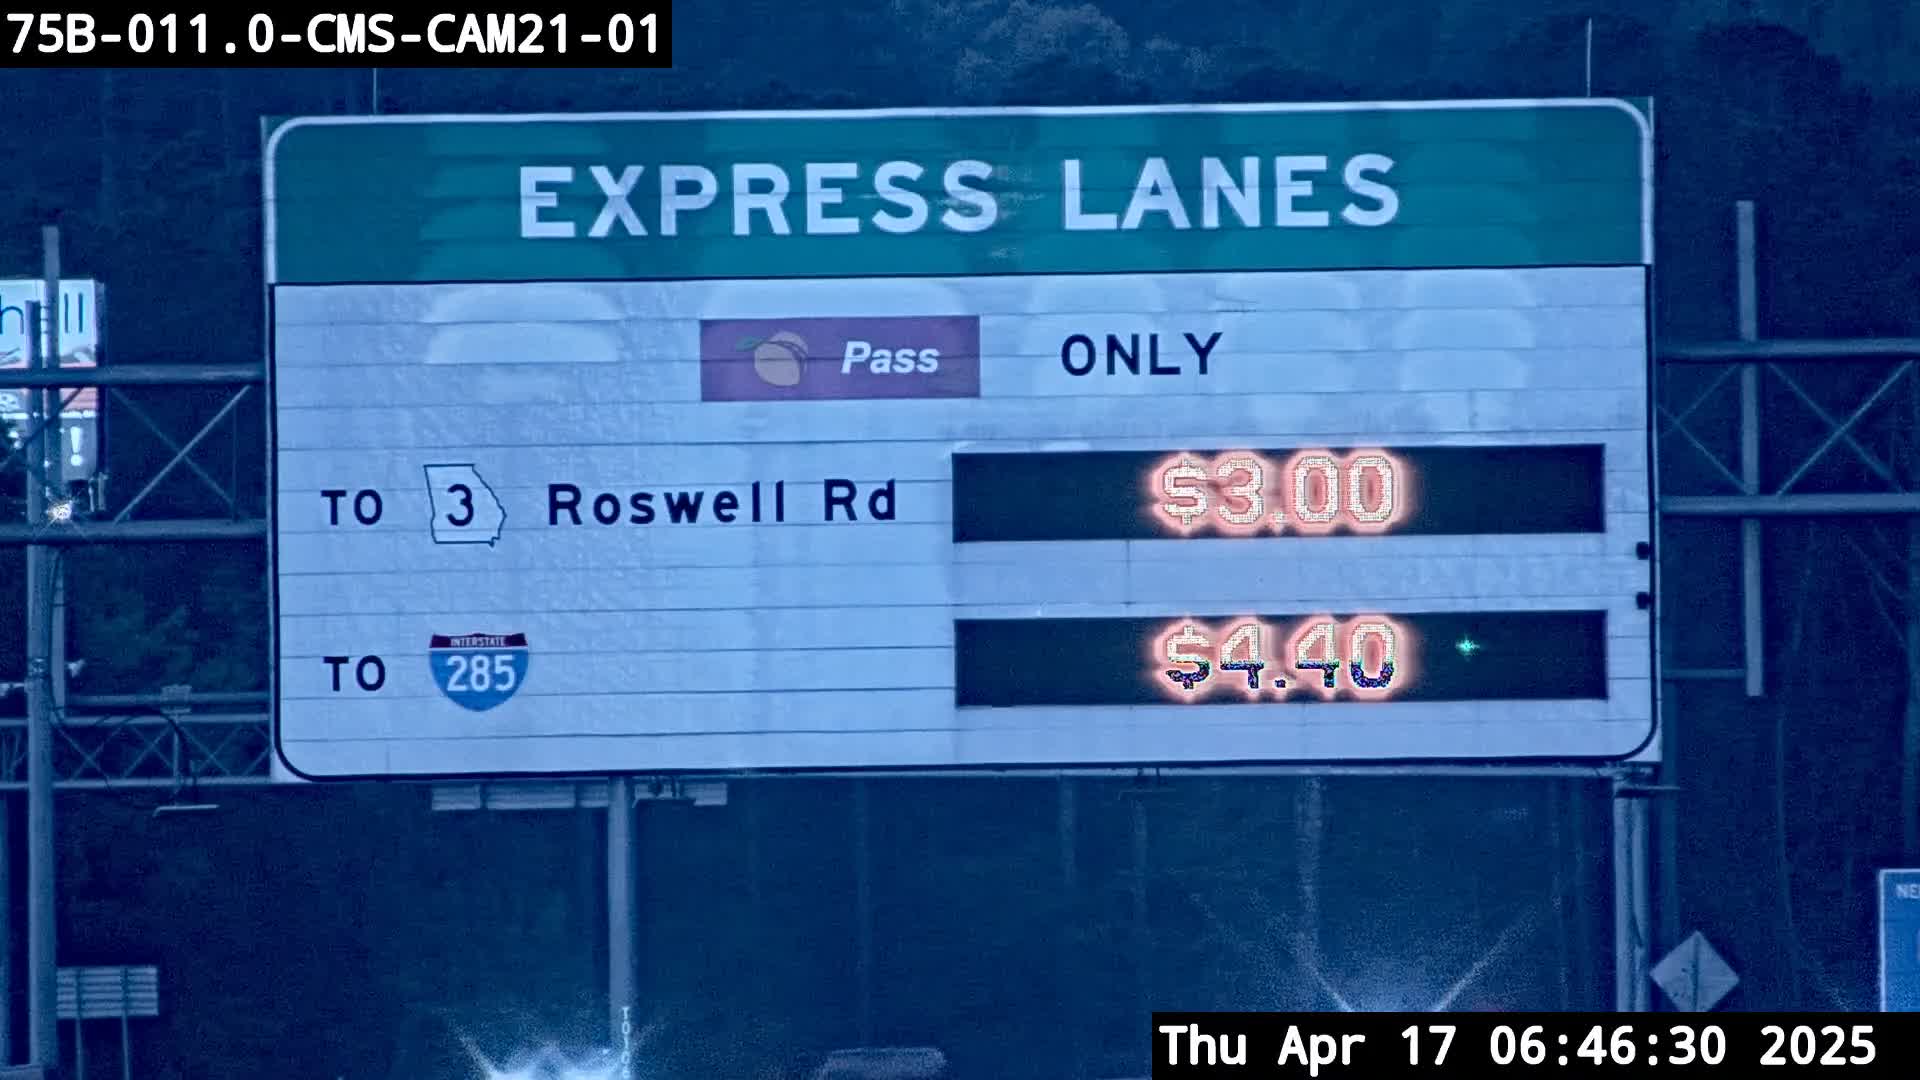 75B-011.0-CMS-CAM21-01
EXPRESS LANES
Pass ONLY
TO 3 Roswell Rd $3.00
TO INTERSTATE 285 $4.40
NE
Thu Apr 17 06:46:30 2025